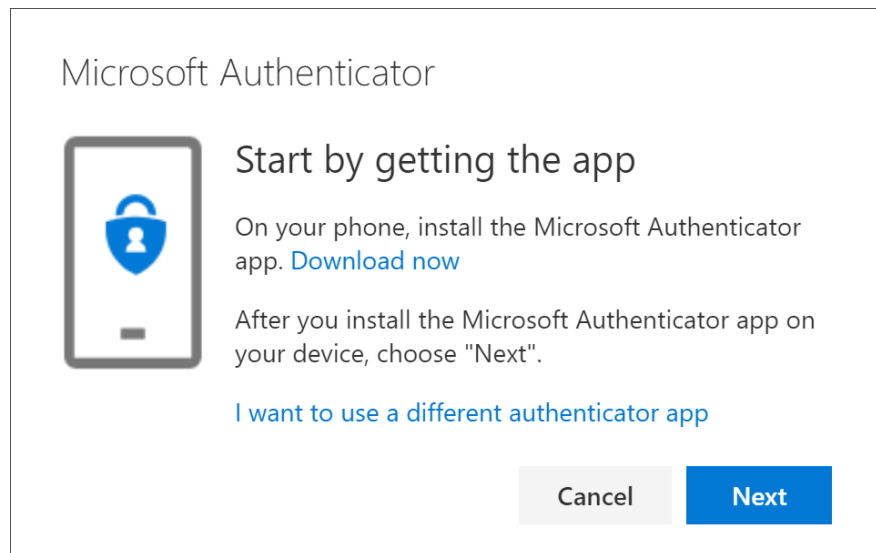 Microsoft Authenticator
Start by getting the app
On your phone, install the Microsoft Authenticator
app. Download now
After you install the Microsoft Authenticator app on
your device, choose "Next".
I want to use a different authenticator app
Cancel
Next